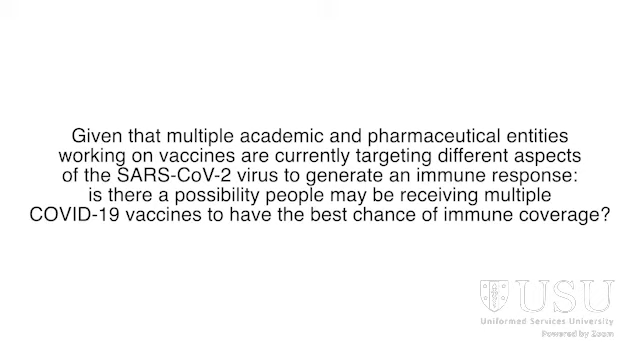 Given that multiple academic and pharmaceutical entities
working on vaccines are currently targeting different aspects
of the SARS-CoV-2 virus to generate an immune response:
is there a possibility people may be receiving multiple
COVID-19 vaccines to have the best chance of immune coverage?
USU
Uniformed Services University
Powered by Zoom